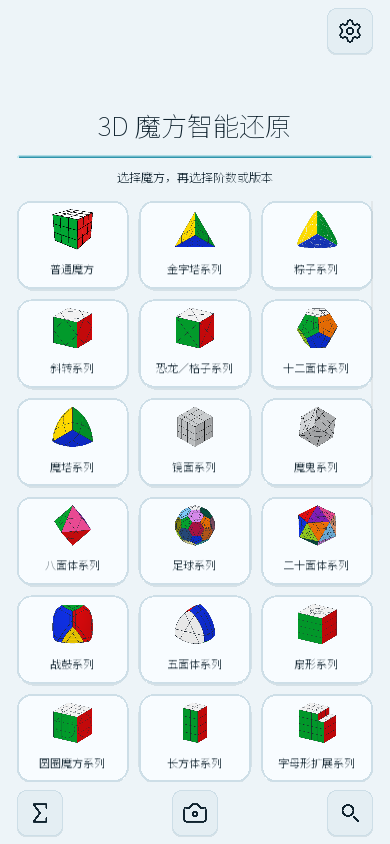 3D 魔方智能还原
选择魔方，再选择阶数或版本
普通魔方
金字塔系列
粽子系列
斜转系列
恐龙／格子系列
十二面体系列
魔塔系列
镜面系列
魔鬼系列
八面体系列
足球系列
二十面体系列
战鼓系列
五面体系列
扇形系列
圆圈魔方系列
长方体系列
字母形扩展系列
Σ